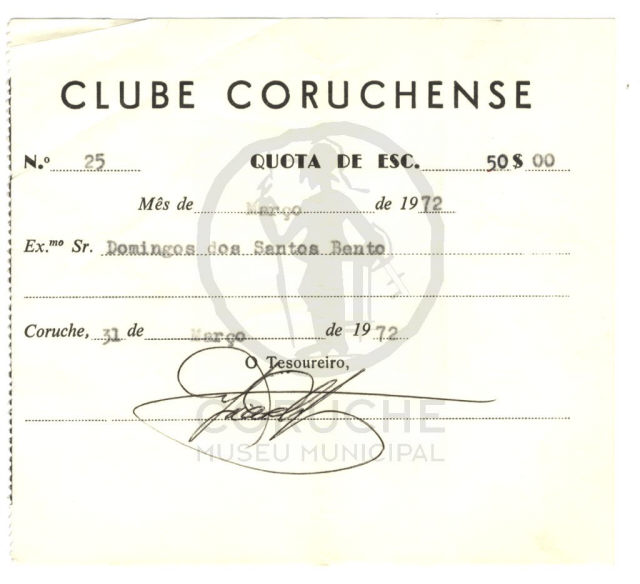 CLUBE CORUCHENSE
N.º 25 QUOTA DE ESC. 50$00
Mês de Março de 1972
Ex.mo Sr. Domingos dos Santos Bento
Coruche, 31 de Março de 1972
O Tesoureiro,
CORUCHE
MUSEU MUNICIPAL